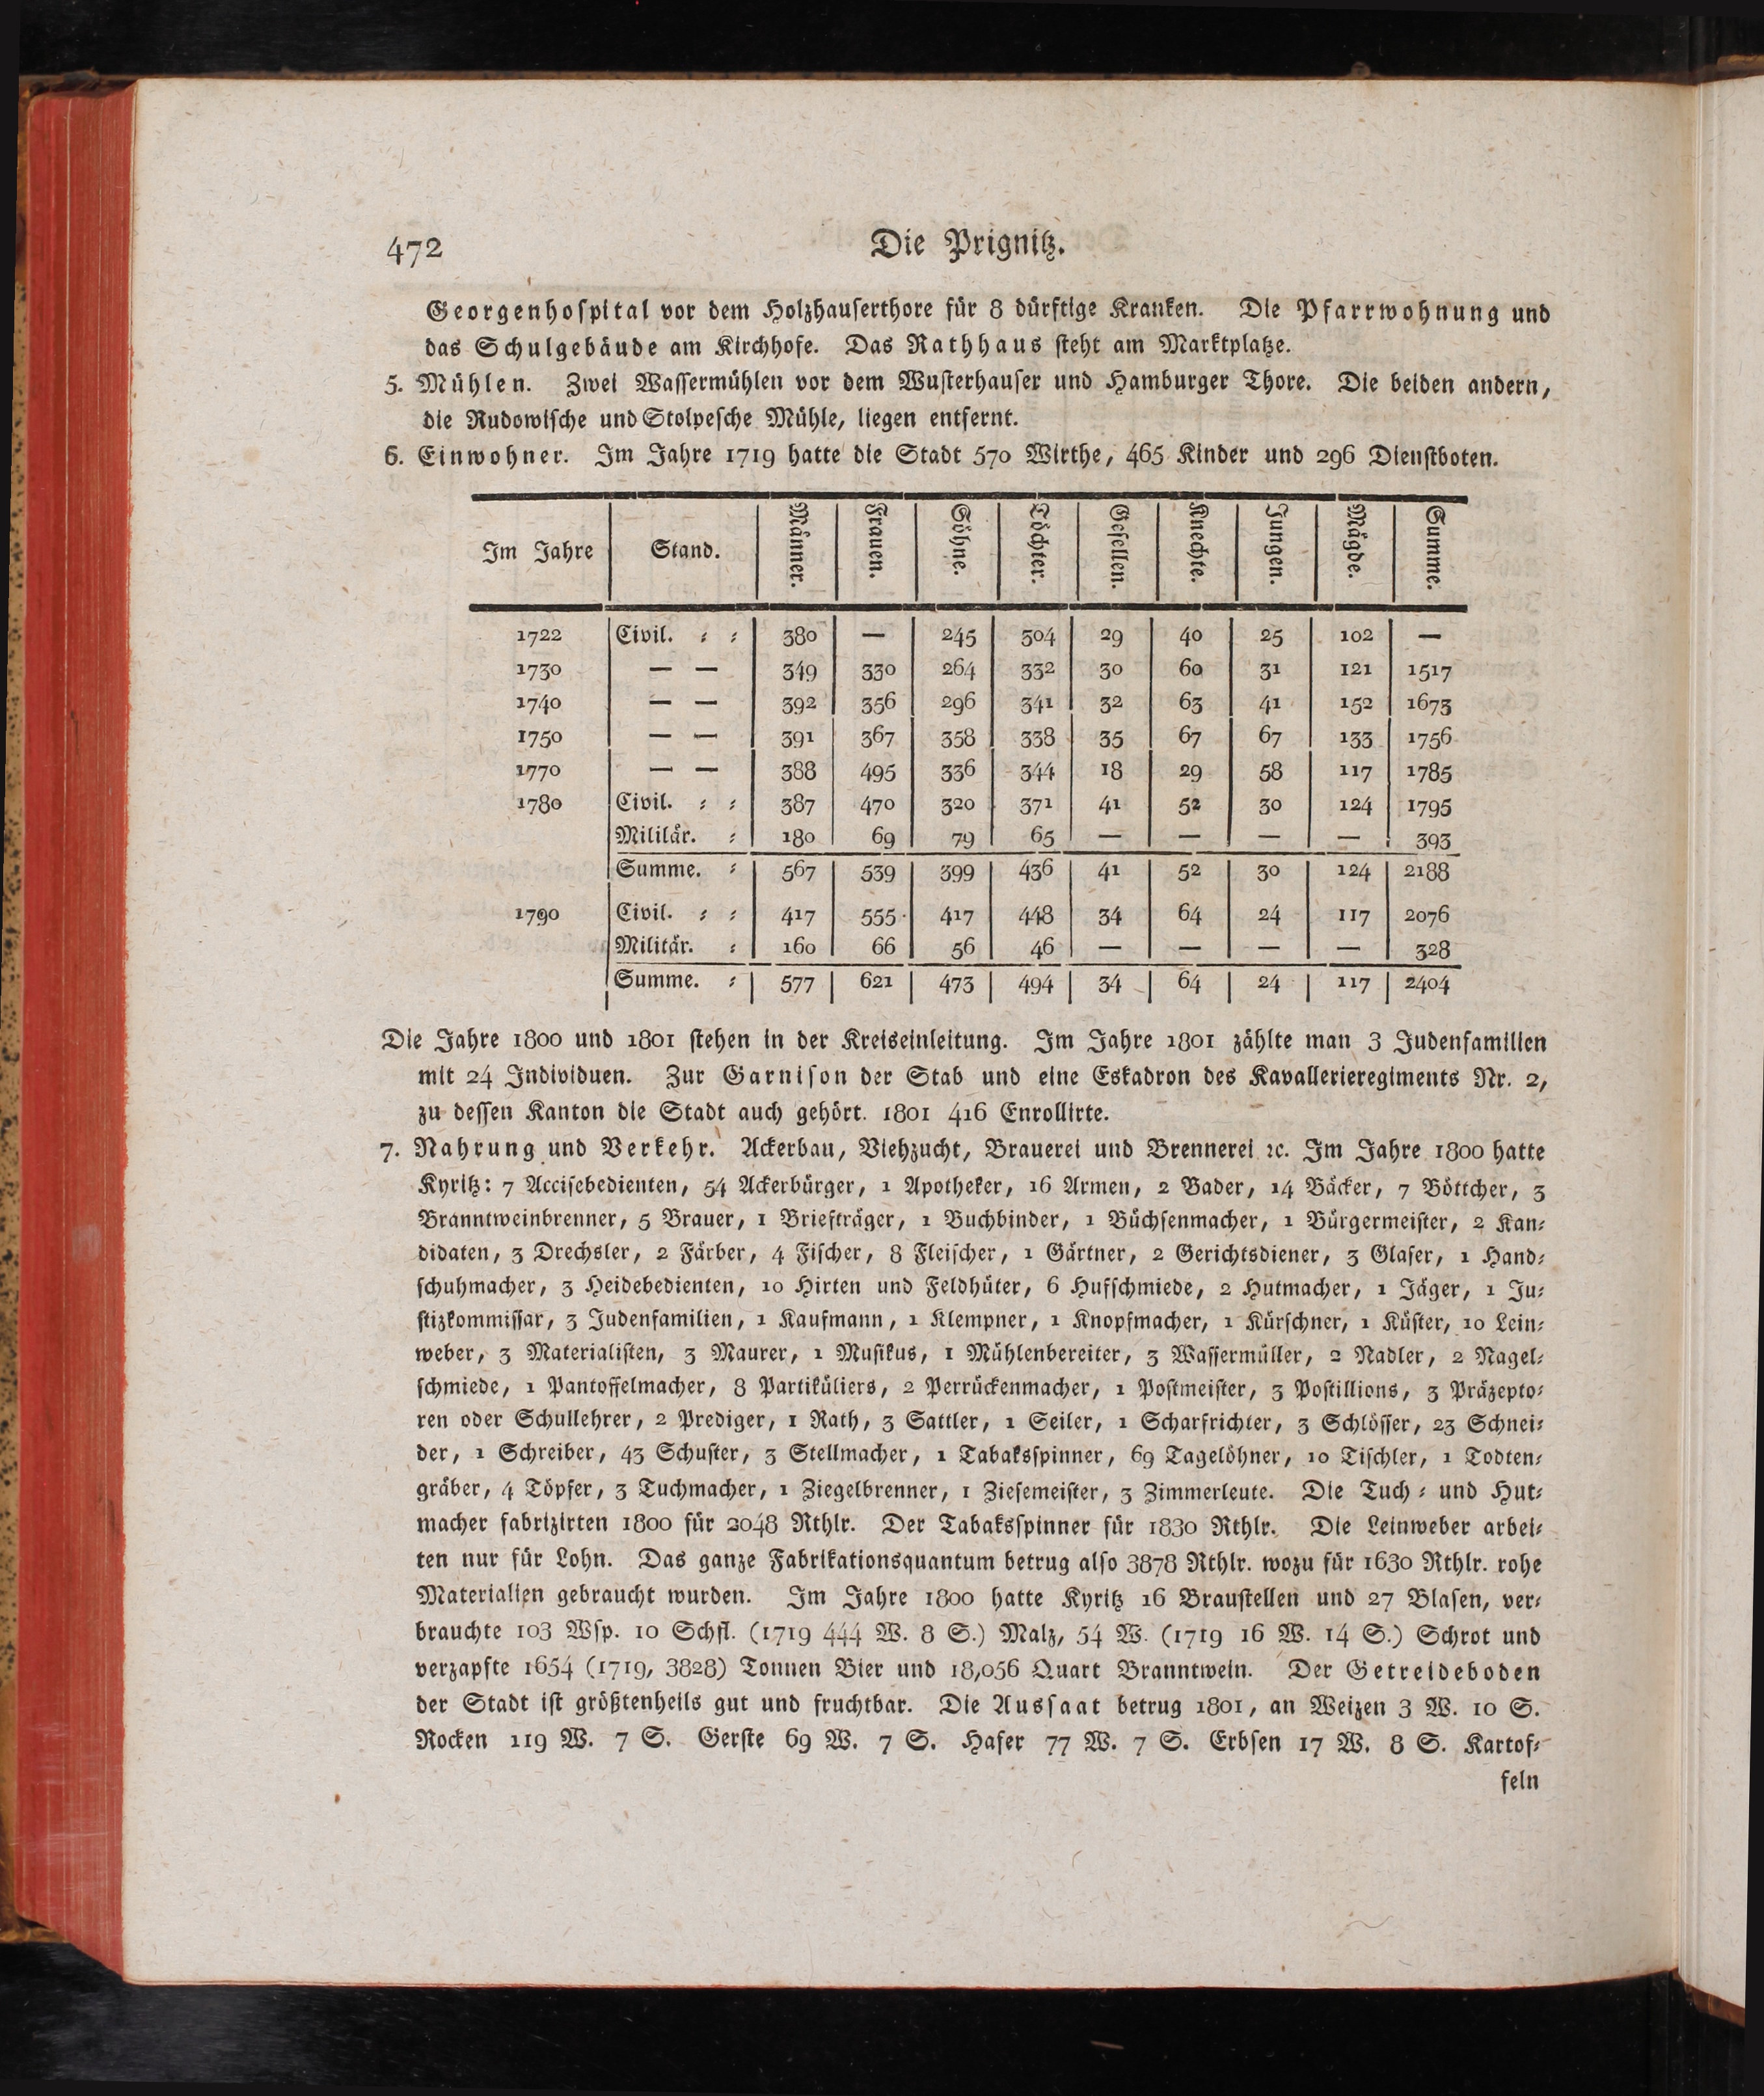 472 Die Prignitz.
Georgenhospital vor dem Holzhauserthore für 8 dürftige Kranken. Die Pfarrwohnung und
das Schulgebäude am Kirchhofe. Das Rathhaus steht am Marktplatze.
5. Mühlen. Zwei Wassermühlen vor dem Wusterhauser und Hamburger Thore. Die beiden andern,
die Rudowische und Stolpesche Mühle, liegen entfernt.
6. Einwohner. Im Jahre 1719 hatte die Stadt 570 Wirthe, 465 Kinder und 296 Dienstboten.
Im Jahre Stand. Männer. Frauen. Söhne. Töchter. Gesellen. Knechte. Jungen. Mägde. Summe.
1722 Civil. ⸗ ⸗ 380 — 245 304 29 40 25 102 —
1730 — — 349 330 264 332 30 60 31 121 1517
1740 — — 392 356 296 341 32 63 41 152 1673
1750 — — 391 367 358 338 35 67 67 133 1756
1770 — — 388 495 336 344 18 29 58 117 1785
1780 Civil. ⸗ ⸗ 387 470 320 371 41 52 30 124 1795
Militär. ⸗ 180 69 79 65 — — — — 393
Summe. ⸗ 567 539 399 436 41 52 30 124 2188
1790 Civil. ⸗ ⸗ 417 555 417 448 34 64 24 117 2076
Militär. ⸗ 160 66 56 46 — — — — 328
Summe. ⸗ 577 621 473 494 34 64 24 117 2404
Die Jahre 1800 und 1801 stehen in der Kreiseinleitung. Im Jahre 1801 zählte man 3 Judenfamilien
mit 24 Individuen. Zur Garnison der Stab und eine Eskadron des Kavallerieregiments Nr. 2,
zu dessen Kanton die Stadt auch gehört. 1801 416 Enrollirte.
7. Nahrung und Verkehr. Ackerbau, Viehzucht, Brauerei und Brennerei ꝛc. Im Jahre 1800 hatte
Kyritz: 7 Accisebedienten, 54 Ackerbürger, 1 Apotheker, 16 Armen, 2 Bader, 14 Bäcker, 7 Böttcher, 3
Branntweinbrenner, 5 Brauer, 1 Briefträger, 1 Buchbinder, 1 Büchsenmacher, 1 Bürgermeister, 2 Kan⸗
didaten, 3 Drechsler, 2 Färber, 4 Fischer, 8 Fleischer, 1 Gärtner, 2 Gerichtsdiener, 3 Glaser, 1 Hand⸗
schuhmacher, 3 Heidebedienten, 10 Hirten und Feldhüter, 6 Hufschmiede, 2 Hutmacher, 1 Jäger, 1 Ju⸗
stizkommissar, 3 Judenfamilien, 1 Kaufmann, 1 Klempner, 1 Knopfmacher, 1 Kürschner, 1 Küster, 10 Lein⸗
weber, 3 Materialisten, 3 Maurer, 1 Musikus, 1 Mühlenbereiter, 3 Wassermüller, 2 Nadler, 2 Nagel⸗
schmiede, 1 Pantoffelmacher, 8 Partiküliers, 2 Perrückenmacher, 1 Postmeister, 3 Postillions, 3 Präzepto⸗
ren oder Schullehrer, 2 Prediger, 1 Rath, 3 Sattler, 1 Seiler, 1 Scharfrichter, 3 Schlösser, 23 Schnei⸗
der, 1 Schreiber, 43 Schuster, 3 Stellmacher, 1 Tabaksspinner, 69 Tagelöhner, 10 Tischler, 1 Todten⸗
gräber, 4 Töpfer, 3 Tuchmacher, 1 Ziegelbrenner, 1 Ziesemeister, 3 Zimmerleute. Die Tuch⸗ und Hut⸗
macher fabrizirten 1800 für 2048 Rthlr. Der Tabaksspinner für 1830 Rthlr. Die Leinweber arbei⸗
ten nur für Lohn. Das ganze Fabrikationsquantum betrug also 3878 Rthlr. wozu für 1630 Rthlr. rohe
Materialien gebraucht wurden. Im Jahre 1800 hatte Kyritz 16 Braustellen und 27 Blasen, ver⸗
brauchte 103 Wsp. 10 Schfl. (1719 444 W. 8 S.) Malz, 54 W. (1719 16 W. 14 S.) Schrot und
verzapfte 1654 (1719, 3828) Tonnen Bier und 18,056 Quart Branntwein. Der Getreideboden
der Stadt ist größtentheils gut und fruchtbar. Die Aussaat betrug 1801, an Weizen 3 W. 10 S.
Rocken 119 W. 7 S. Gerste 69 W. 7 S. Hafer 77 W. 7 S. Erbsen 17 W. 8 S. Kartof⸗
feln